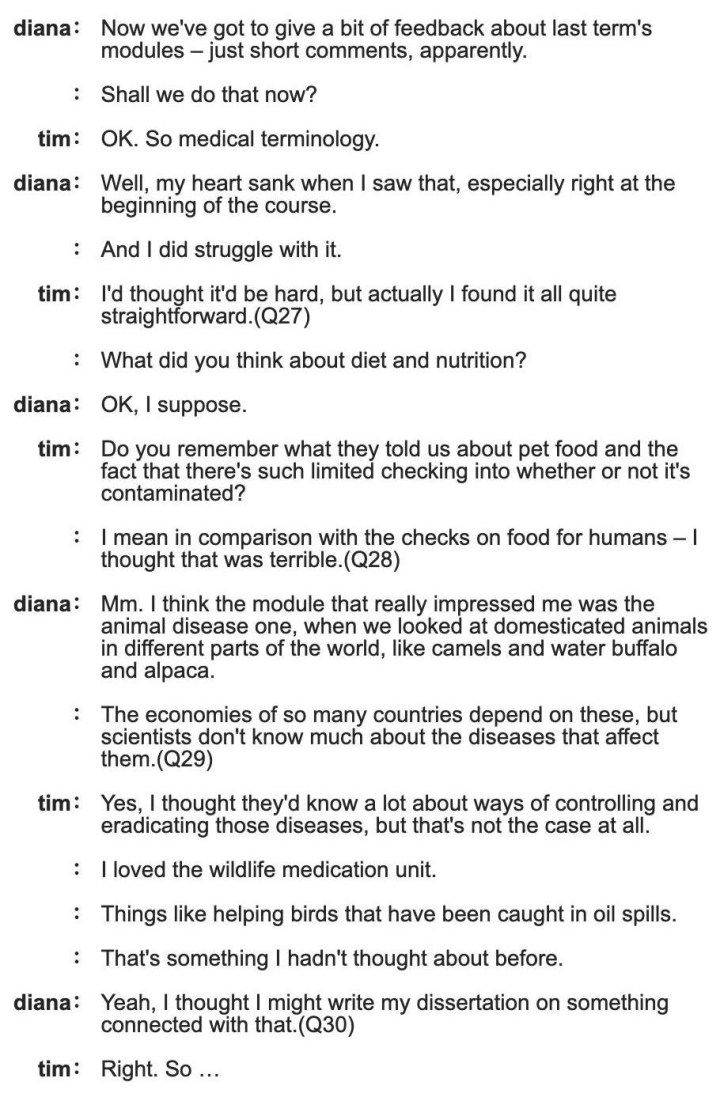 diana: Now we've got to give a bit of feedback about last term's
modules – just short comments, apparently.
: Shall we do that now?
tim: OK. So medical terminology.
diana: Well, my heart sank when I saw that, especially right at the
beginning of the course.
: And I did struggle with it.
tim: I'd thought it'd be hard, but actually I found it all quite
straightforward.(Q27)
: What did you think about diet and nutrition?
diana: OK, I suppose.
tim: Do you remember what they told us about pet food and the
fact that there's such limited checking into whether or not it's
contaminated?
: I mean in comparison with the checks on food for humans – I
thought that was terrible.(Q28)
diana: Mm. I think the module that really impressed me was the
animal disease one, when we looked at domesticated animals
in different parts of the world, like camels and water buffalo
and alpaca.
: The economies of so many countries depend on these, but
scientists don't know much about the diseases that affect
them.(Q29)
tim: Yes, I thought they'd know a lot about ways of controlling and
eradicating those diseases, but that's not the case at all.
: I loved the wildlife medication unit.
: Things like helping birds that have been caught in oil spills.
: That's something I hadn't thought about before.
diana: Yeah, I thought I might write my dissertation on something
connected with that.(Q30)
tim: Right. So …